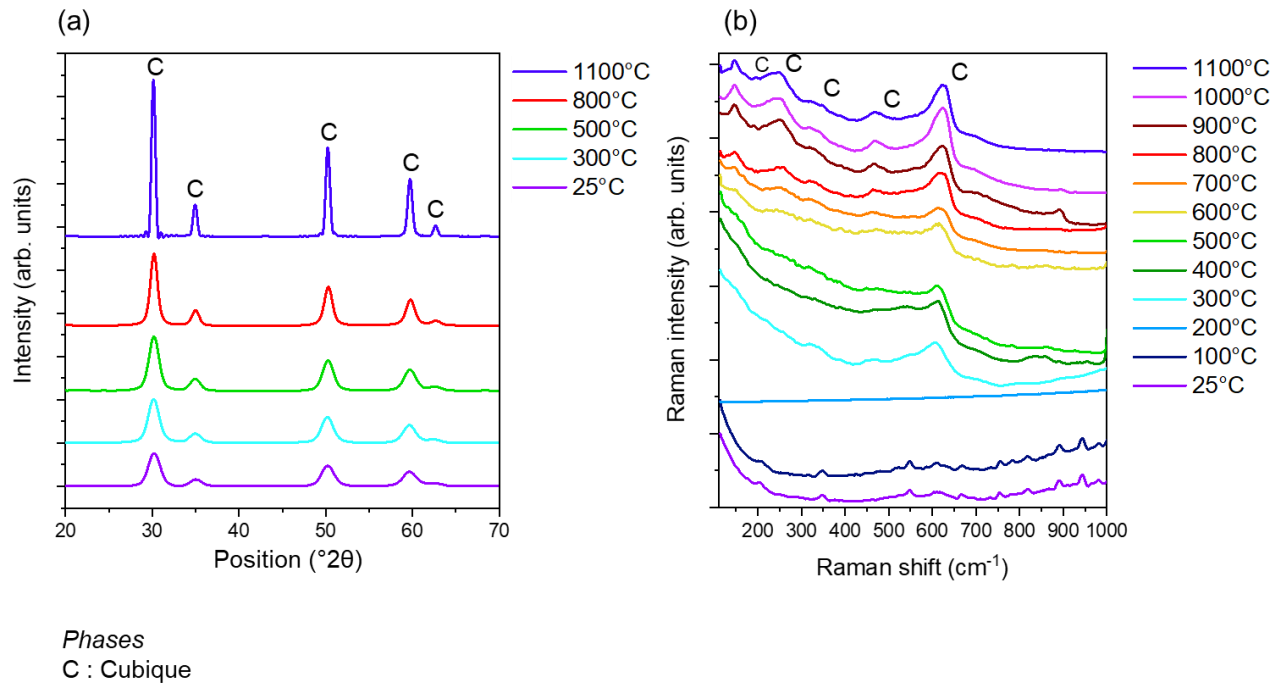 (a)
C
C
C
C
C
1100°C
800°C
500°C
300°C
25°C
Intensity (arb. units)
20 30 40 50 60 70
Position (°2θ)
(b)
C
C
C
C
C
1100°C
1000°C
900°C
800°C
700°C
600°C
500°C
400°C
300°C
200°C
100°C
25°C
Raman intensity (arb. units)
200 300 400 500 600 700 800 900 1000
Raman shift (cm⁻¹)
Phases
C : Cubique